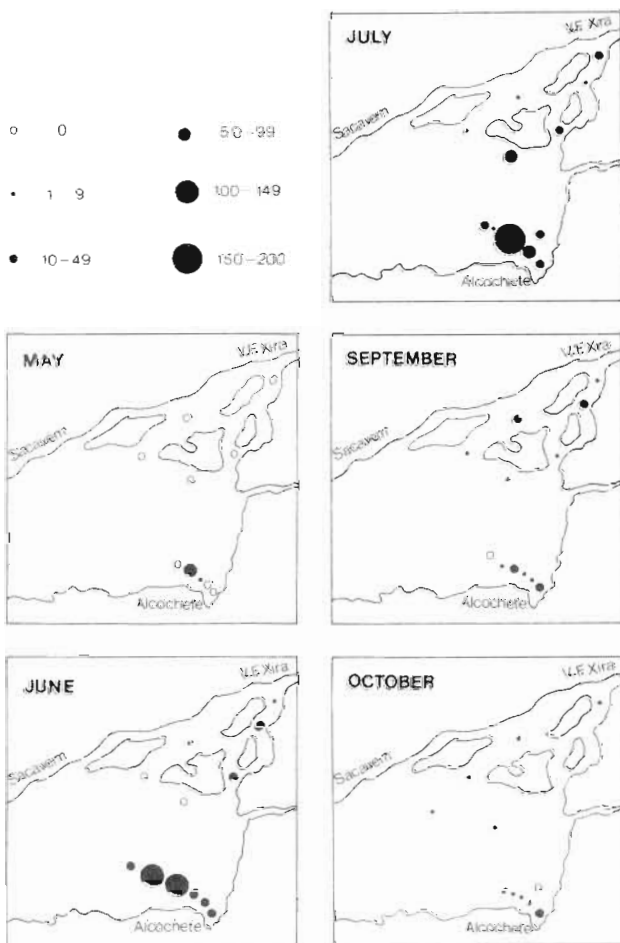 JULY
V.F. Xira
Sacavem
Alcochete
0
50-99
1-9
100-149
10-49
150-200
MAY
V.F. Xira
Sacavem
Alcochete
SEPTEMBER
V.F. Xira
Sacavem
Alcochete
JUNE
V.F. Xira
Sacavem
Alcochete
OCTOBER
V.F. Xira
Sacavem
Alcochete